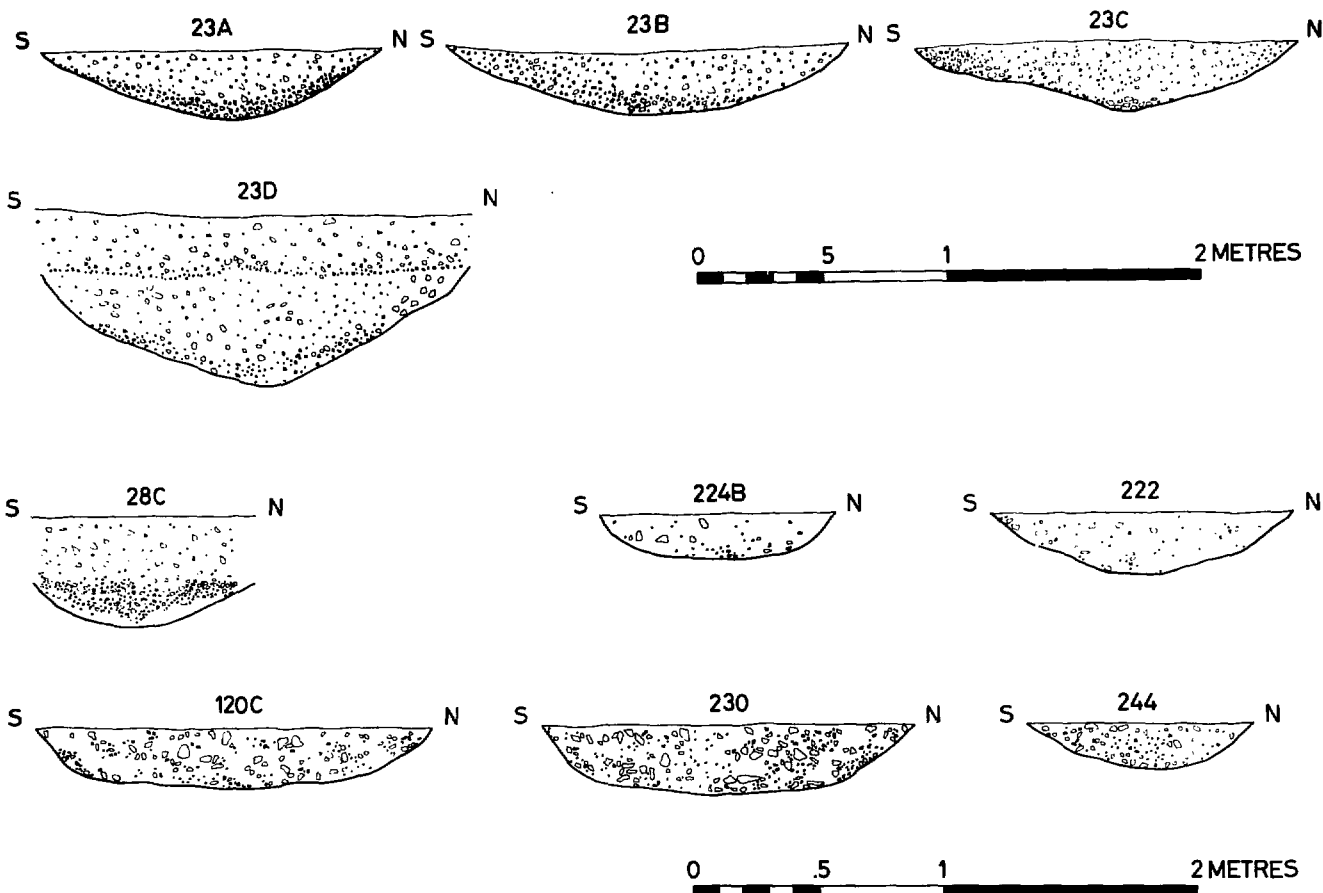 23A
S N
23B
S N
23C
S N
23D
S N
0 5 1 2 METRES
28C
S N
224B
S N
222
S N
120C
S N
230
S N
244
S N
0 .5 1 2 METRES